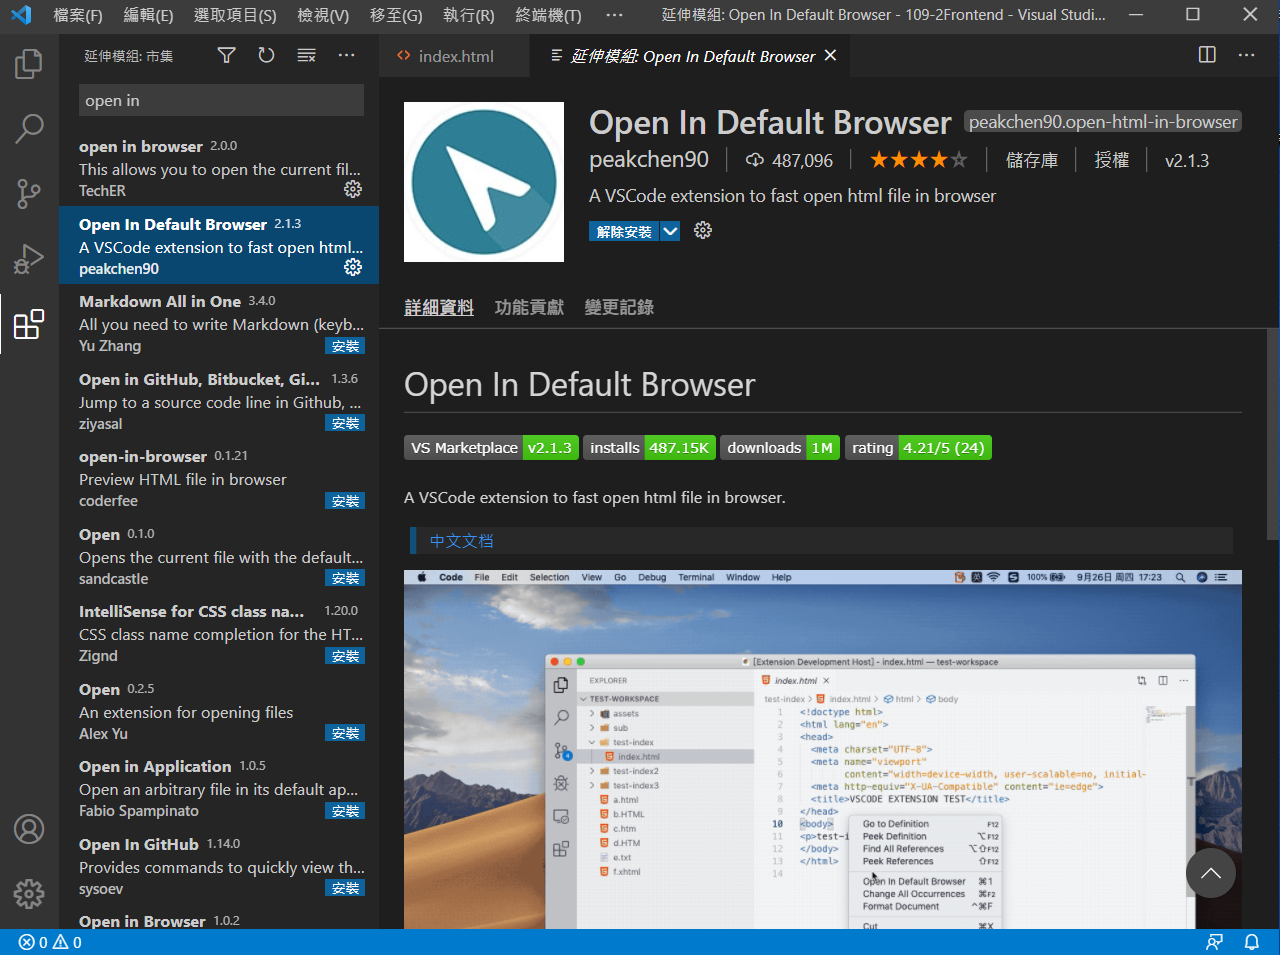 檔案(F) 編輯(E) 選取項目(S) 檢視(V) 移至(G) 執行(R) 終端機(T) ··· 延伸模組: Open In Default Browser - 109-2Frontend - Visual Studi...
延伸模組: 市集
open in
open in browser 2.0.0
This allows you to open the current fil...
TechER
Open In Default Browser 2.1.3
A VSCode extension to fast open html...
peakchen90
Markdown All in One 3.4.0
All you need to write Markdown (keyb...
Yu Zhang 安裝
Open in GitHub, Bitbucket, Gi... 1.3.6
Jump to a source code line in Github, ...
ziyasal 安裝
open-in-browser 0.1.21
Preview HTML file in browser
coderfee 安裝
Open 0.1.0
Opens the current file with the default...
sandcastle 安裝
IntelliSense for CSS class na... 1.20.0
CSS class name completion for the HT...
Zignd 安裝
Open 0.2.5
An extension for opening files
Alex Yu 安裝
Open in Application 1.0.5
Open an arbitrary file in its default ap...
Fabio Spampinato 安裝
Open In GitHub 1.14.0
Provides commands to quickly view th...
sysoev 安裝
Open in Browser 1.0.2
index.html
延伸模組: Open In Default Browser
Open In Default Browser peakchen90.open-html-in-browser
peakchen90 487,096 儲存庫 授權 v2.1.3
A VSCode extension to fast open html file in browser
解除安裝
詳細資料 功能貢獻 變更記錄
Open In Default Browser
VS Marketplace v2.1.3 installs 487.15K downloads 1M rating 4.21/5 (24)
A VSCode extension to fast open html file in browser.
中文文档
Code File Edit Selection View Go Debug Terminal Window Help 100% 9月26日 周四 17:23
[Extension Development Host] - index.html — test-workspace
EXPLORER
TEST-WORKSPACE
assets
sub
test-index
index.html
test-index2
test-index3
a.html
b.HTML
c.htm
d.HTM
e.txt
f.xhtml
index.html
test-index > index.html > html > body
1 <!doctype html>
2 <html lang="en">
3 <head>
4 <meta charset="UTF-8">
5 <meta name="viewport"
6 content="width=device-width, user-scalable=no, initial-
7 <meta http-equiv="X-UA-Compatible" content="ie=edge">
8 <title>VSCODE EXTENSION TEST</title>
9 </head>
10 <body>
11 <p>test-i
12 </body>
13 </html>
14
Go to Definition F12
Peek Definition ⌥F12
Find All References ⌥⇧F12
Peek References ⇧F12
Open In Default Browser ⌘1
Change All Occurrences ⌘F2
Format Document ^⌘F
Cut ⌘X
0 0